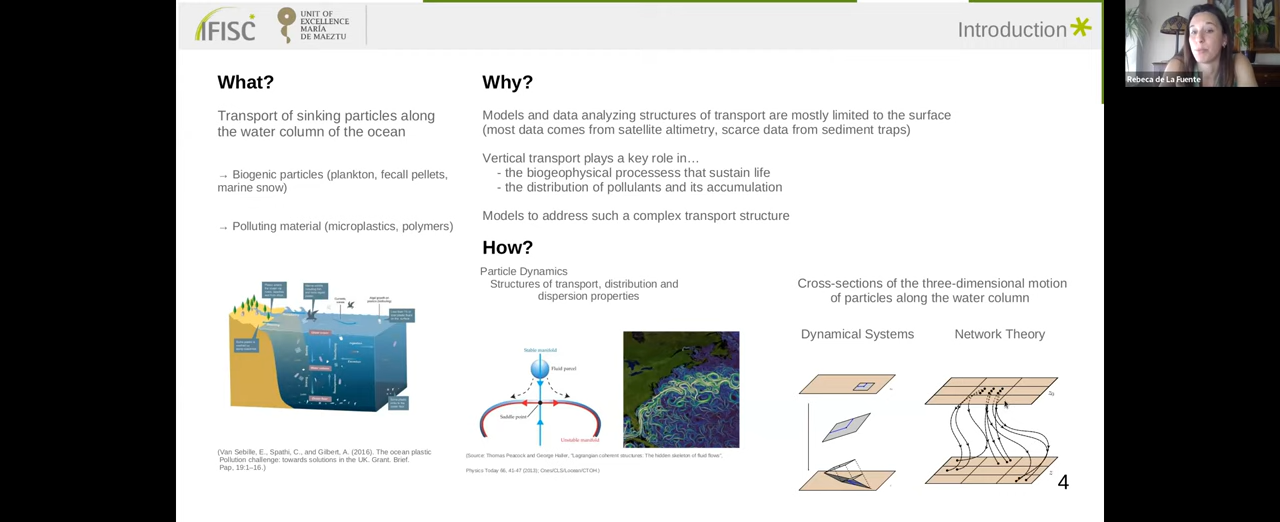 IFISC
UNIT OF
EXCELLENCE
MARÍA
DE MAEZTU
Introduction
Rebeca de La Fuente
What?
Transport of sinking particles along
the water column of the ocean
→ Biogenic particles (plankton, fecall pellets,
marine snow)
→ Polluting material (microplastics, polymers)
(Van Sebille, E., Spathi, C., and Gilbert, A. (2016). The ocean plastic
Pollution challenge: towards solutions in the UK. Grant. Brief.
Pap, 19:1–16.)
Why?
Models and data analyzing structures of transport are mostly limited to the surface
(most data comes from satellite altimetry, scarce data from sediment traps)
Vertical transport plays a key role in…
- the biogeophysical processess that sustain life
- the distribution of pollulants and its accumulation
Models to address such a complex transport structure
How?
Particle Dynamics
Structures of transport, distribution and
dispersion properties
Stable manifold
Fluid parcel
Saddle point
Unstable manifold
(Source: Thomas Peacock and George Haller, "Lagrangian coherent structures: The hidden skeleton of fluid flows".
Physics Today 66, 41-47 (2013); Cnes/CLS/Locean/CTOH)
Cross-sections of the three-dimensional motion
of particles along the water column
Dynamical Systems
Network Theory
4